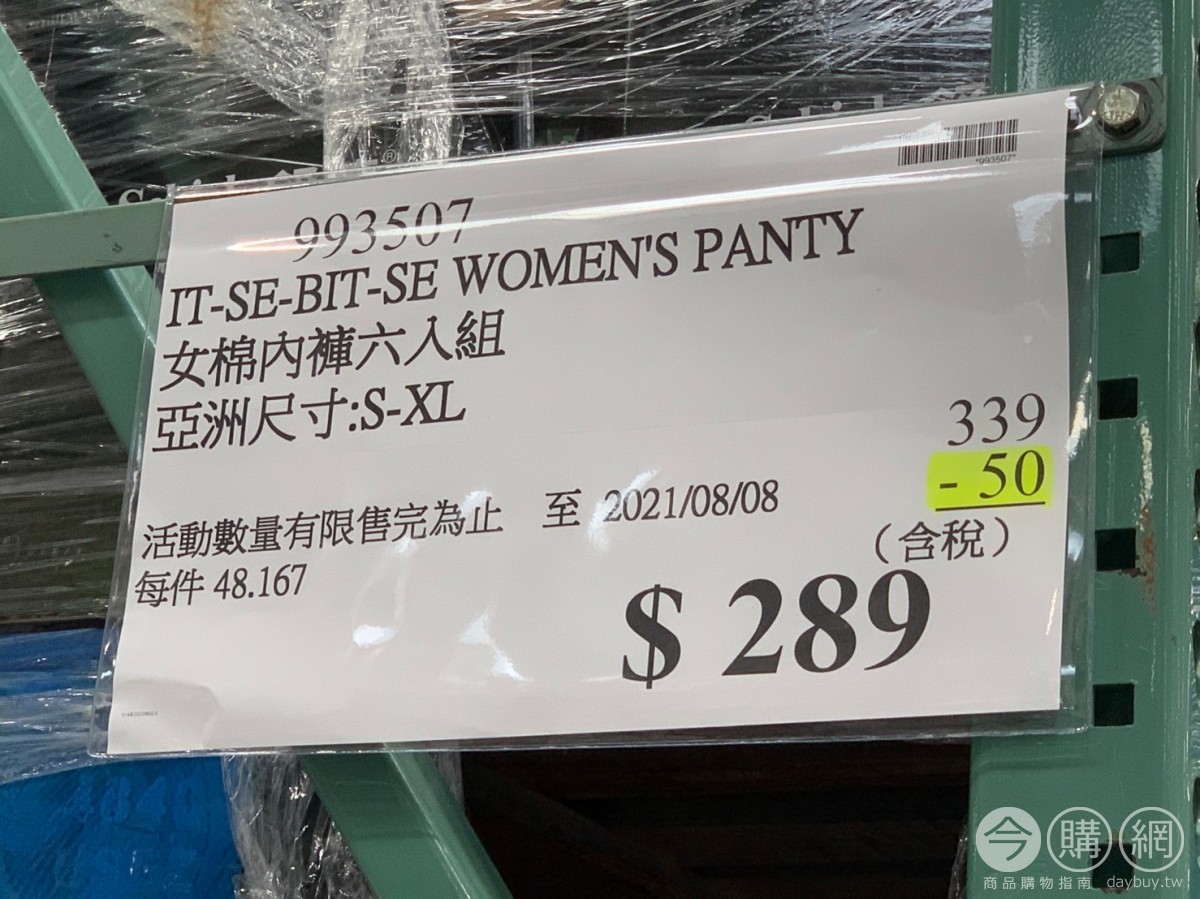 *993507*
993507
IT-SE-BIT-SE WOMEN'S PANTY
女棉內褲六入組
亞洲尺寸:S-XL
339
- 50
活動數量有限售完為止 至 2021/08/08
(含稅)
每件 48.167
$ 289
今購網
商品購物指南 daybuy.tw